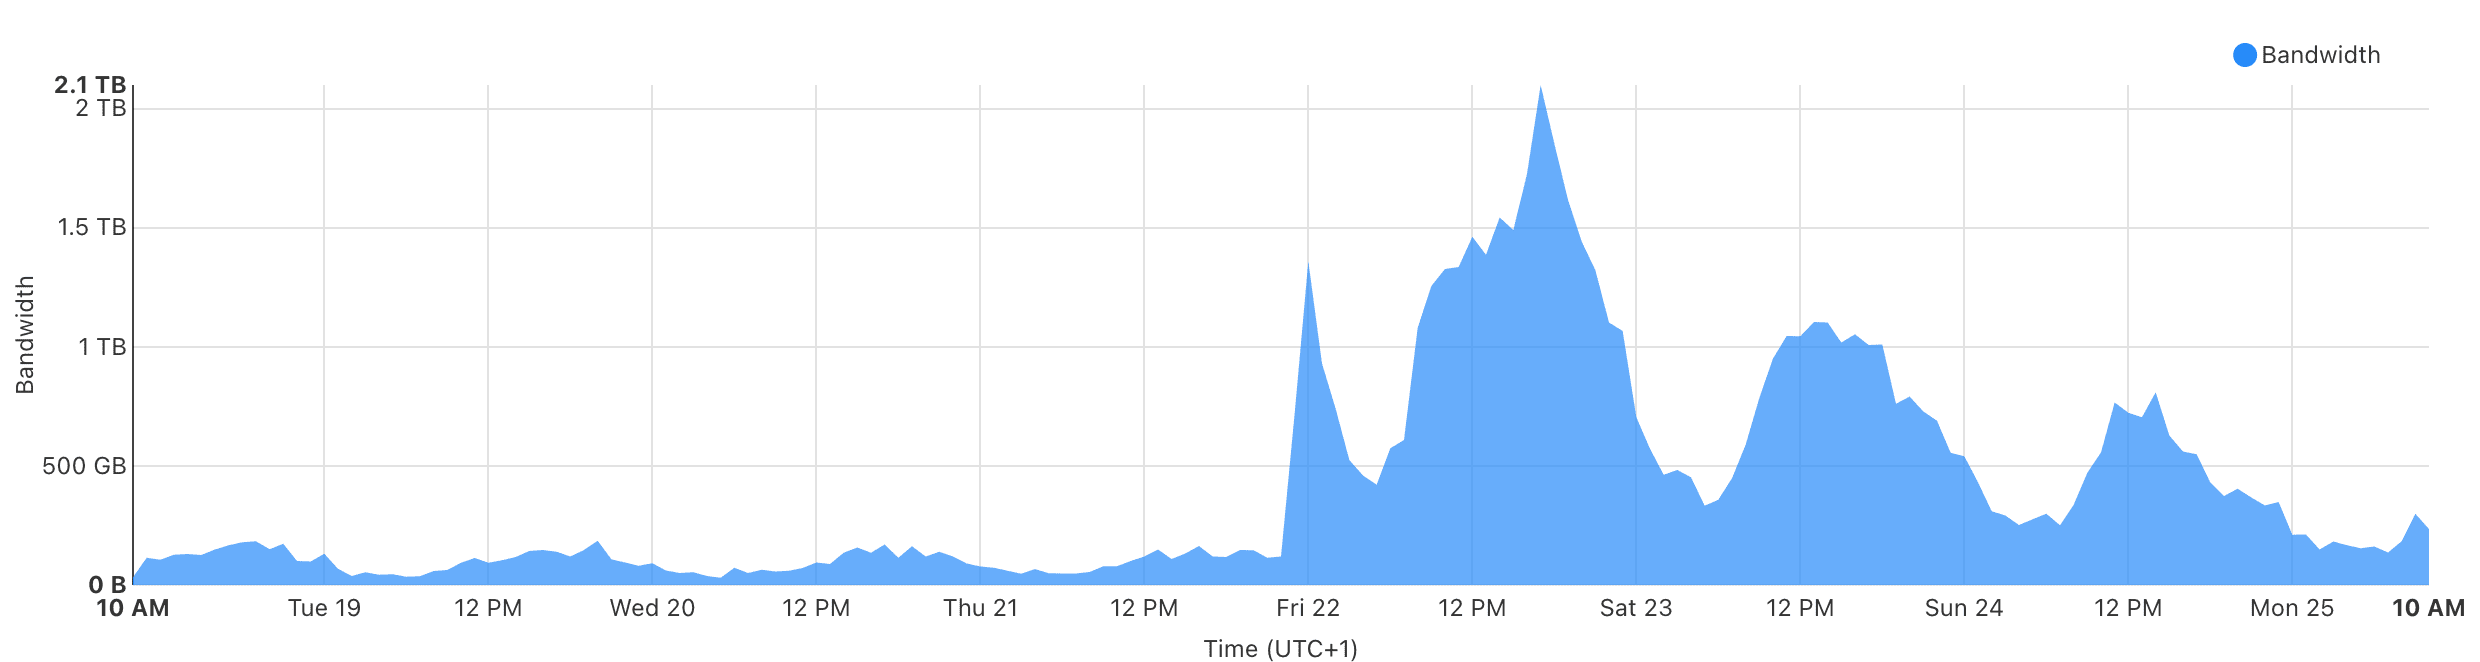 Bandwidth
2.1 TB
2 TB
1.5 TB
1 TB
500 GB
0 B
Bandwidth
10 AM Tue 19 12 PM Wed 20 12 PM Thu 21 12 PM Fri 22 12 PM Sat 23 12 PM Sun 24 12 PM Mon 25 10 AM
Time (UTC+1)